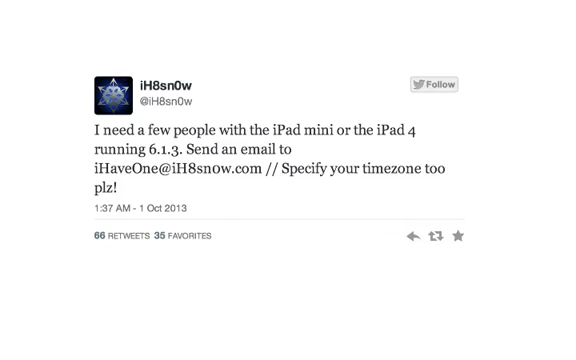 iH8sn0w
@iH8sn0w
Follow
I need a few people with the iPad mini or the iPad 4
running 6.1.3. Send an email to
iHaveOne@iH8sn0w.com // Specify your timezone too
plz!
1:37 AM - 1 Oct 2013
66 RETWEETS 35 FAVORITES